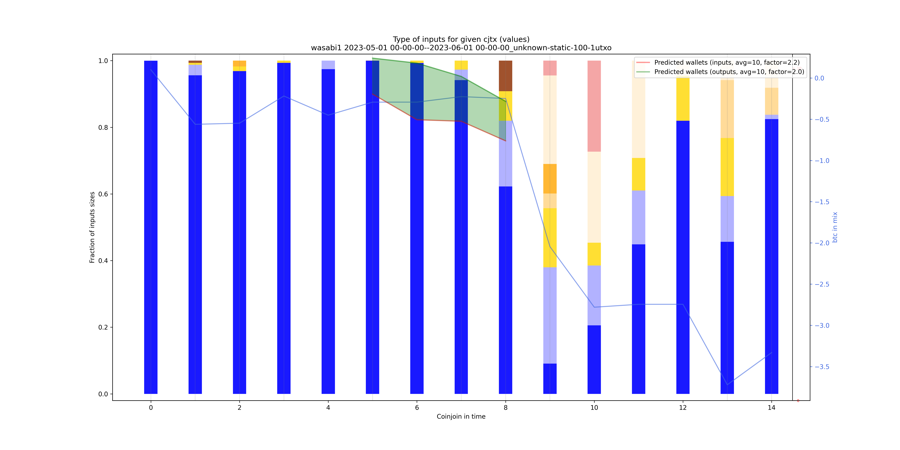 Type of inputs for given cjtx (values)
wasabi1 2023-05-01 00-00-00--2023-06-01 00-00-00_unknown-static-100-1utxo
Predicted wallets (inputs, avg=10, factor=2.2)
Predicted wallets (outputs, avg=10, factor=2.0)
Fraction of inputs sizes
1.0
0.8
0.6
0.4
0.2
0.0
0 2 4 6 8 10 12 14
Coinjoin in time
0.0
−0.5
−1.0
−1.5
−2.0
−2.5
−3.0
−3.5
btc in mix